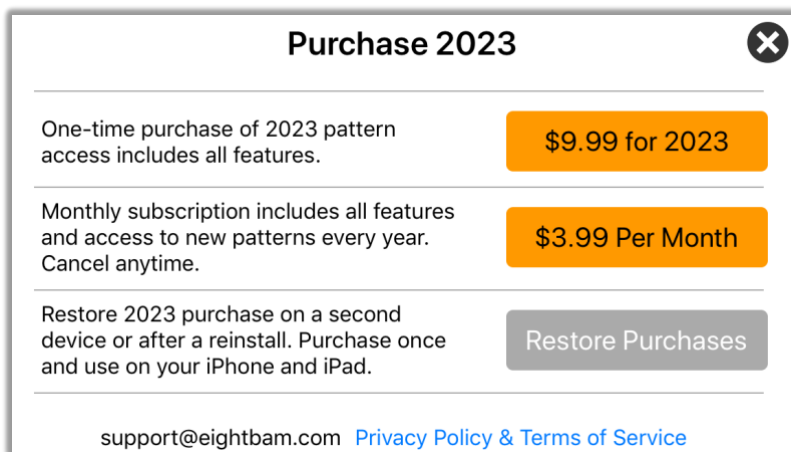 Purchase 2023
One-time purchase of 2023 pattern
access includes all features.
$9.99 for 2023
Monthly subscription includes all features
and access to new patterns every year.
Cancel anytime.
$3.99 Per Month
Restore 2023 purchase on a second
device or after a reinstall. Purchase once
and use on your iPhone and iPad.
Restore Purchases
support@eightbam.com Privacy Policy & Terms of Service